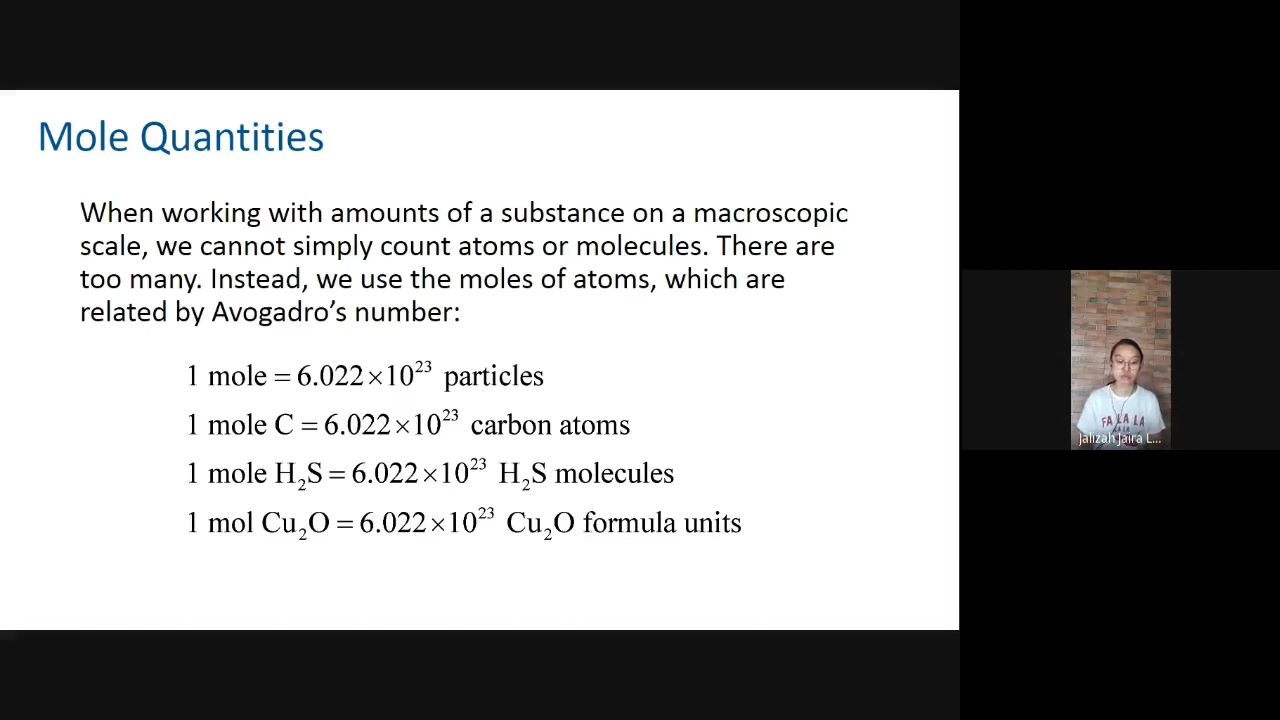 Mole Quantities
When working with amounts of a substance on a macroscopic
scale, we cannot simply count atoms or molecules. There are
too many. Instead, we use the moles of atoms, which are
related by Avogadro’s number:
1 mole = 6.022×10²³ particles
1 mole C = 6.022×10²³ carbon atoms
1 mole H₂S = 6.022×10²³ H₂S molecules
1 mol Cu₂O = 6.022×10²³ Cu₂O formula units
FA LA LA
Jalizah Jaira L...